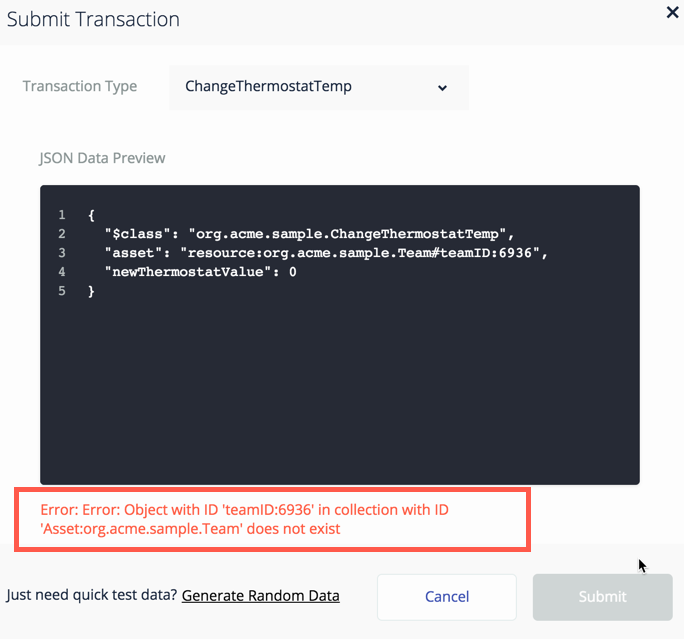 Submit Transaction
Transaction Type
ChangeThermostatTemp
JSON Data Preview
1 {
2 "$class": "org.acme.sample.ChangeThermostatTemp",
3 "asset": "resource:org.acme.sample.Team#teamID:6936",
4 "newThermostatValue": 0
5 }
Error: Error: Object with ID 'teamID:6936' in collection with ID
'Asset:org.acme.sample.Team' does not exist
Just need quick test data? Generate Random Data
Cancel
Submit